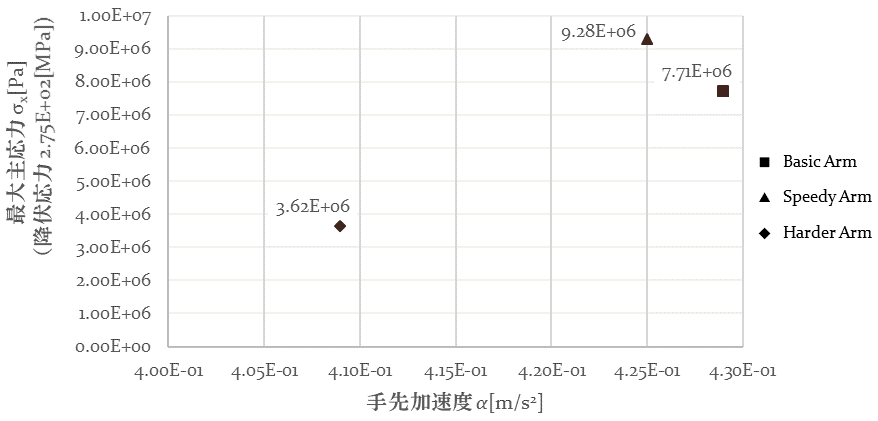 最大主応力 σx[Pa]
(降伏応力 2.75E+02[MPa])
1.00E+07
9.00E+06
8.00E+06
7.00E+06
6.00E+06
5.00E+06
4.00E+06
3.00E+06
2.00E+06
1.00E+06
0.00E+00
9.28E+06
7.71E+06
3.62E+06
Basic Arm
Speedy Arm
Harder Arm
4.00E-01 4.05E-01 4.10E-01 4.15E-01 4.20E-01 4.25E-01 4.30E-01
手先加速度 α[m/s²]